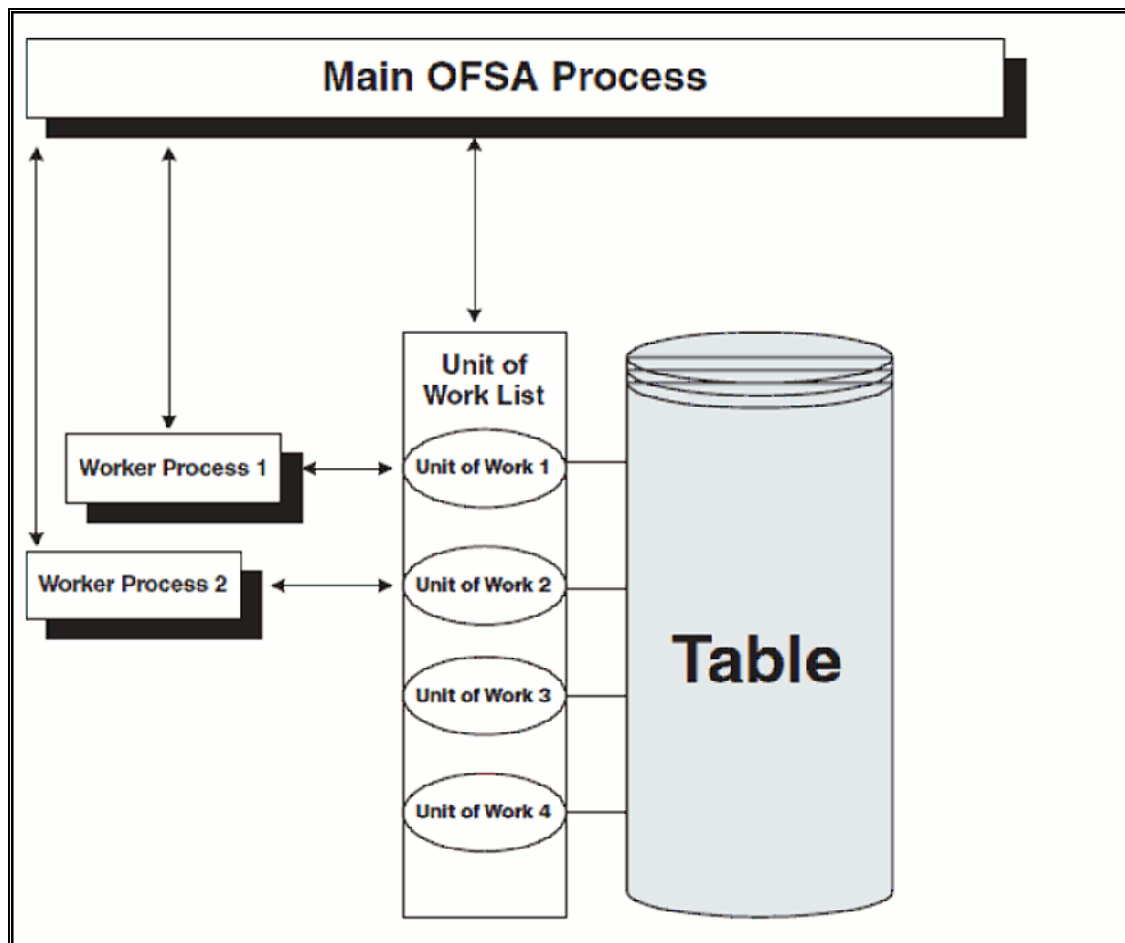 Main OFSA Process
Unit of
Work List
Worker Process 1
Unit of Work 1
Worker Process 2
Unit of Work 2
Unit of Work 3
Unit of Work 4
Table